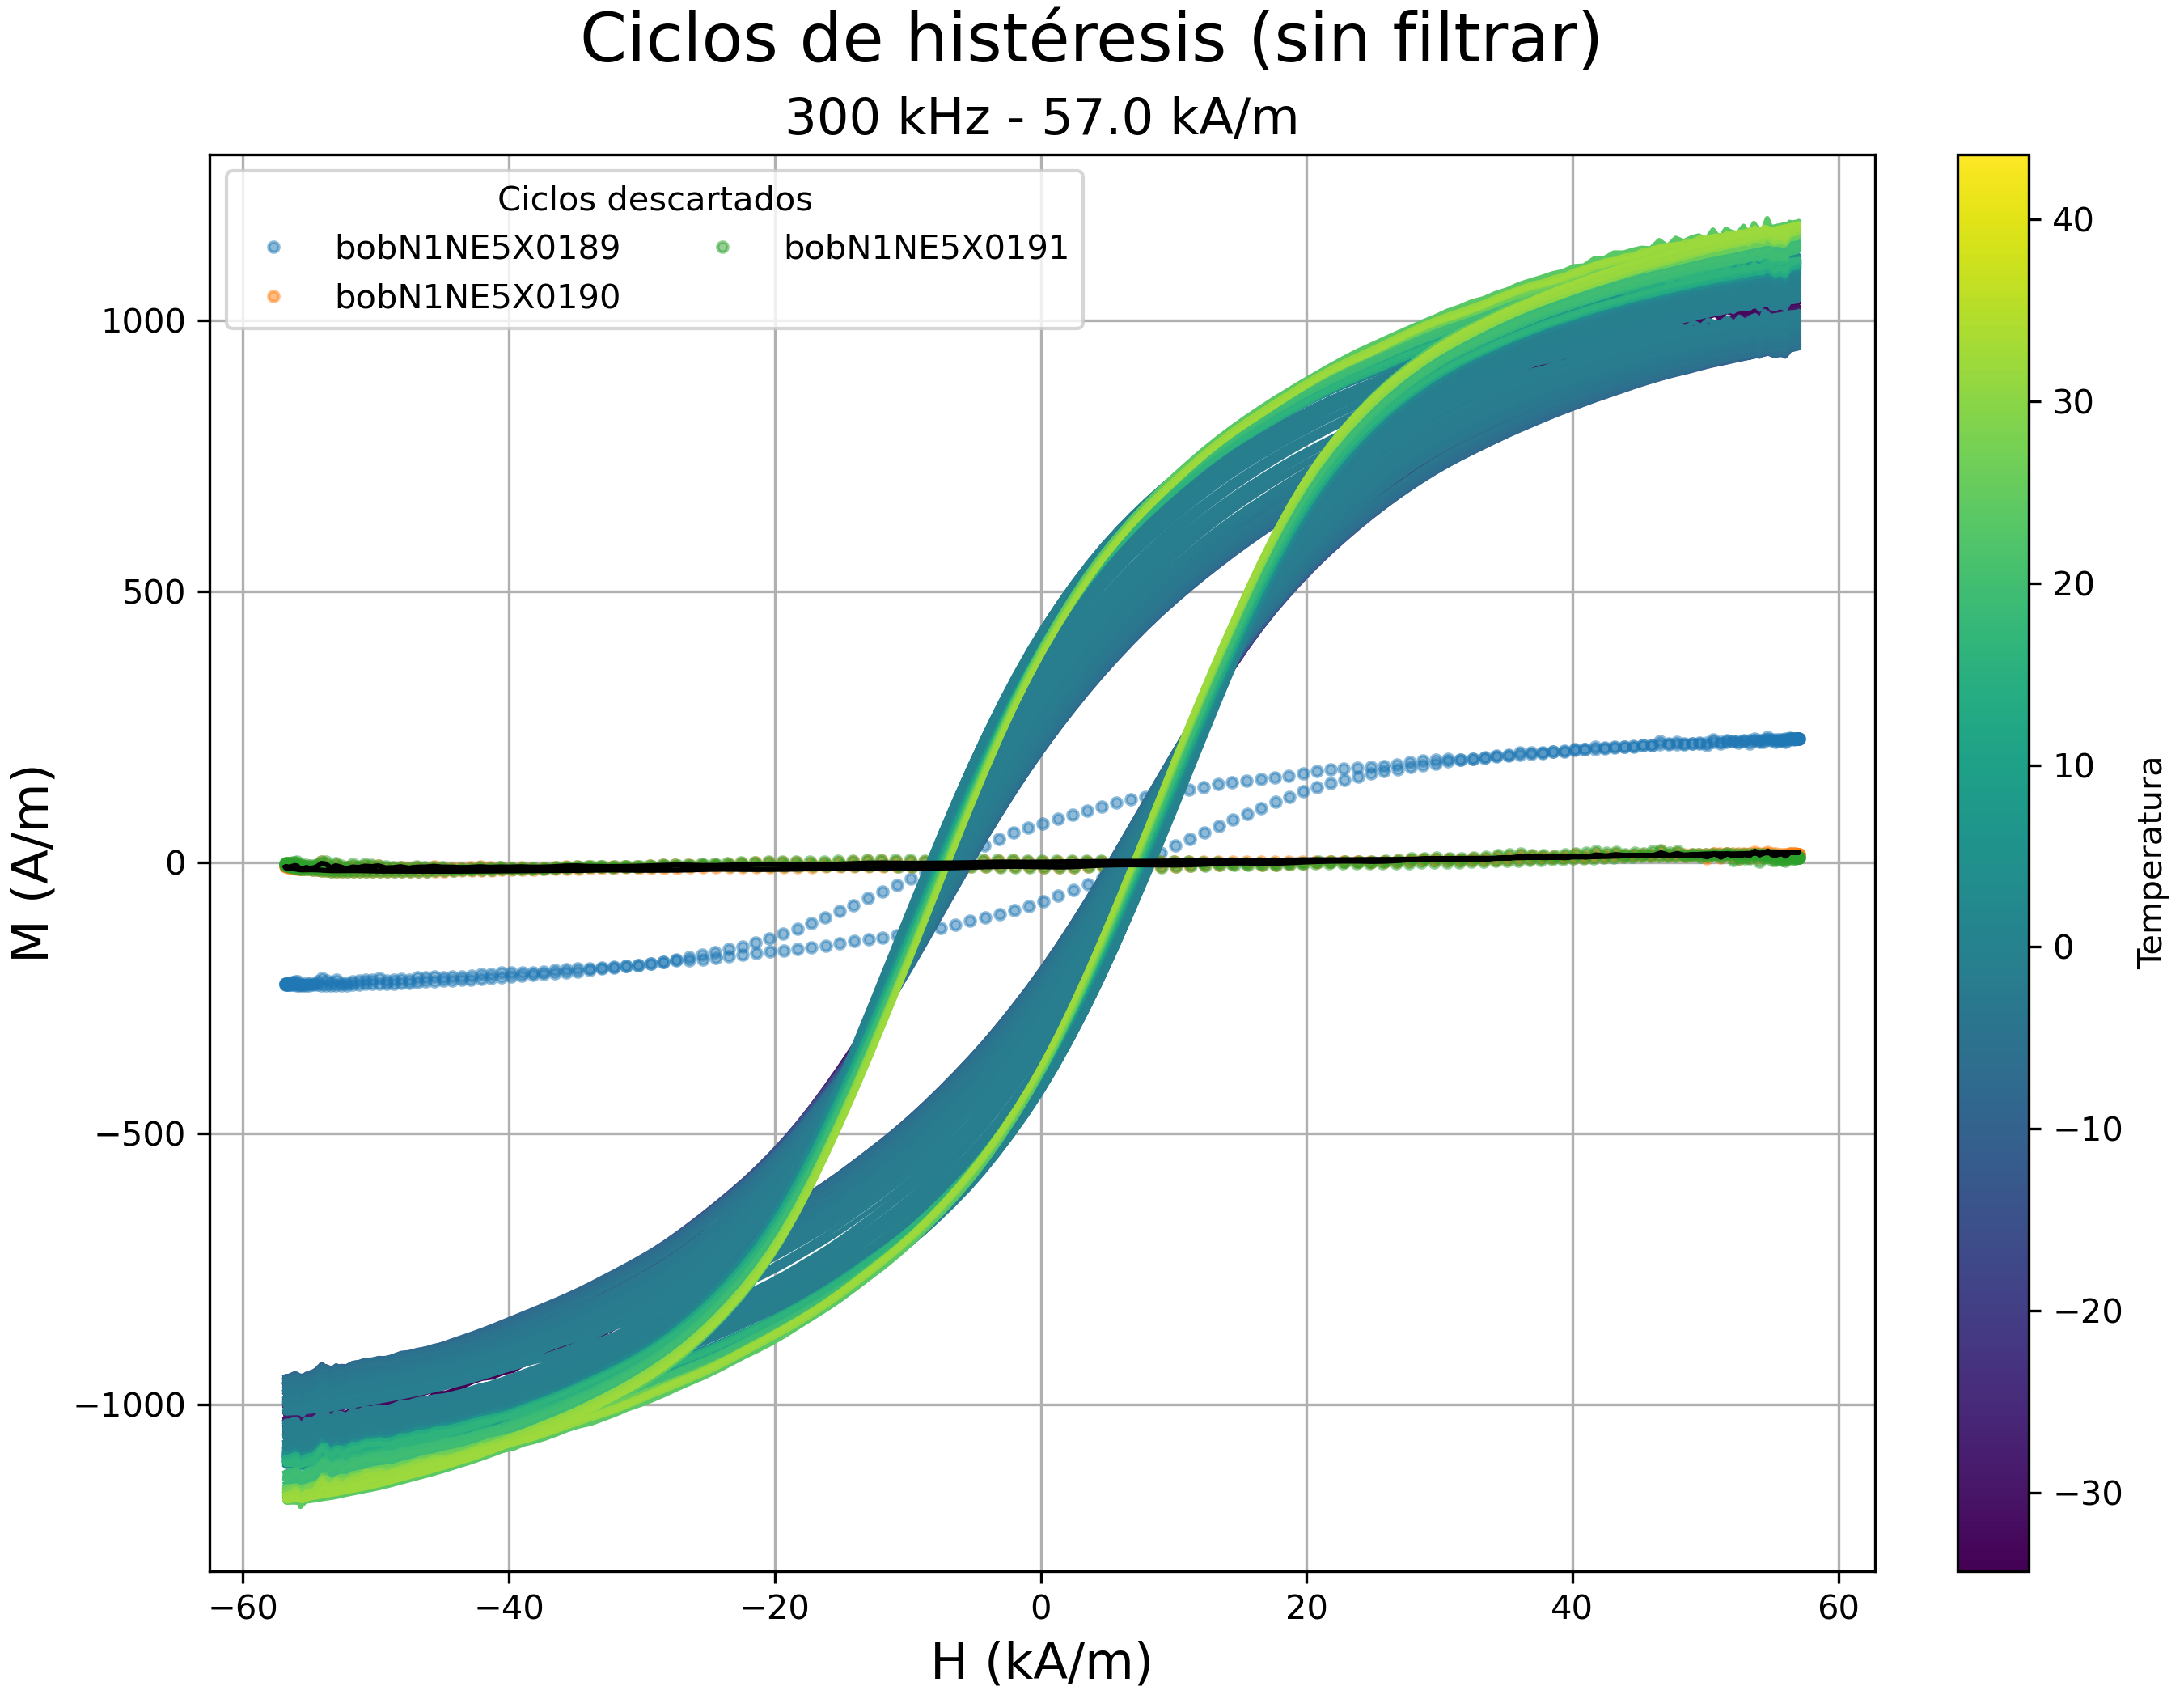 Ciclos de histéresis (sin filtrar)
300 kHz - 57.0 kA/m
Ciclos descartados
bobN1NE5X0189
bobN1NE5X0190
bobN1NE5X0191
1000
500
0
−500
−1000
M (A/m)
−60
−40
−20
0
20
40
60
H (kA/m)
40
30
20
10
0
−10
−20
−30
Temperatura